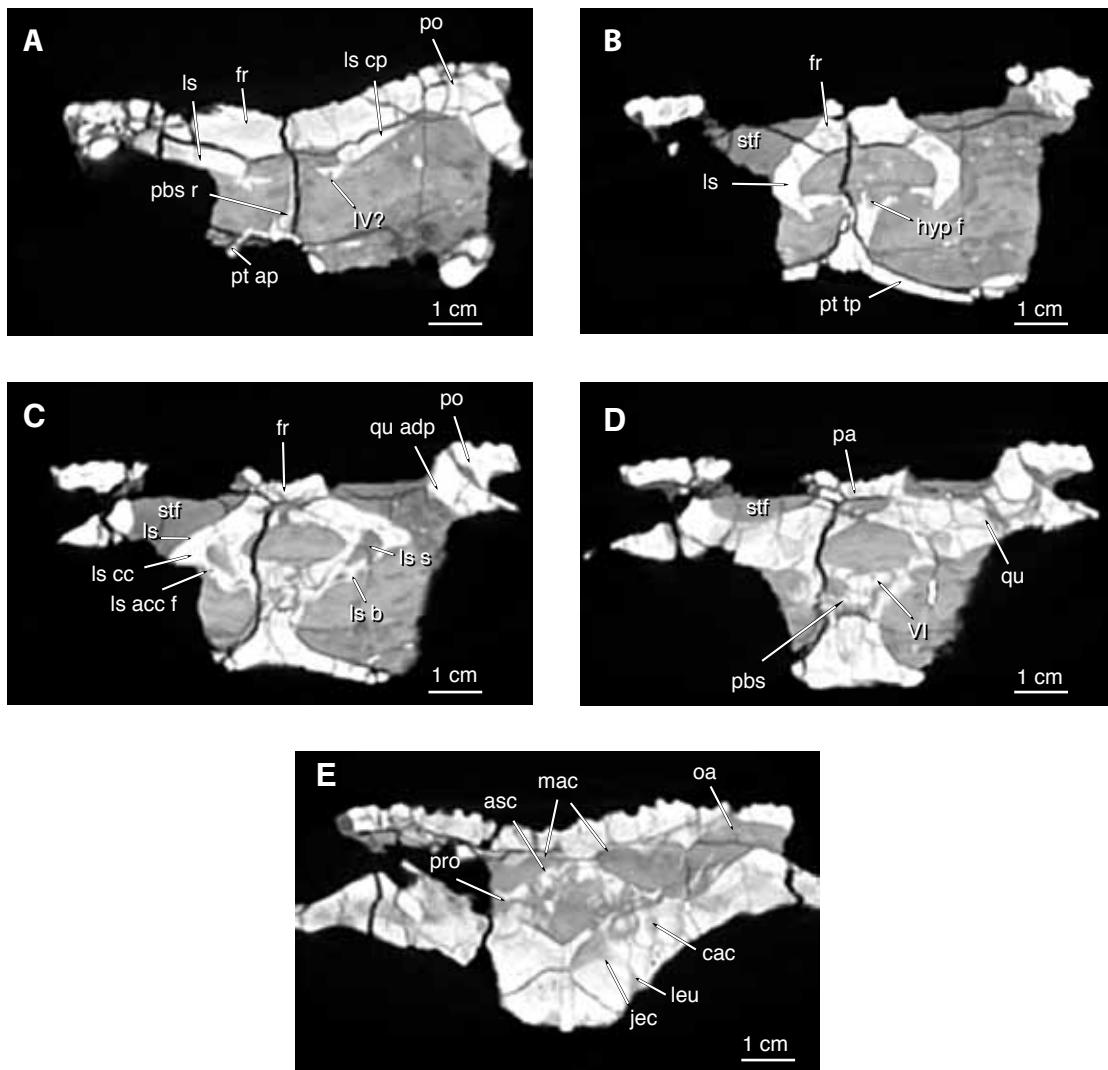 A
po
ls cp
fr
ls
pbs r
IV?
pt ap
1 cm
B
fr
stf
ls
hyp f
pt tp
1 cm
C
po
fr
qu adp
stf
ls
ls cc
ls s
ls acc f
ls b
1 cm
D
pa
stf
qu
VI
pbs
1 cm
E
oa
mac
asc
pro
cac
leu
jec
1 cm